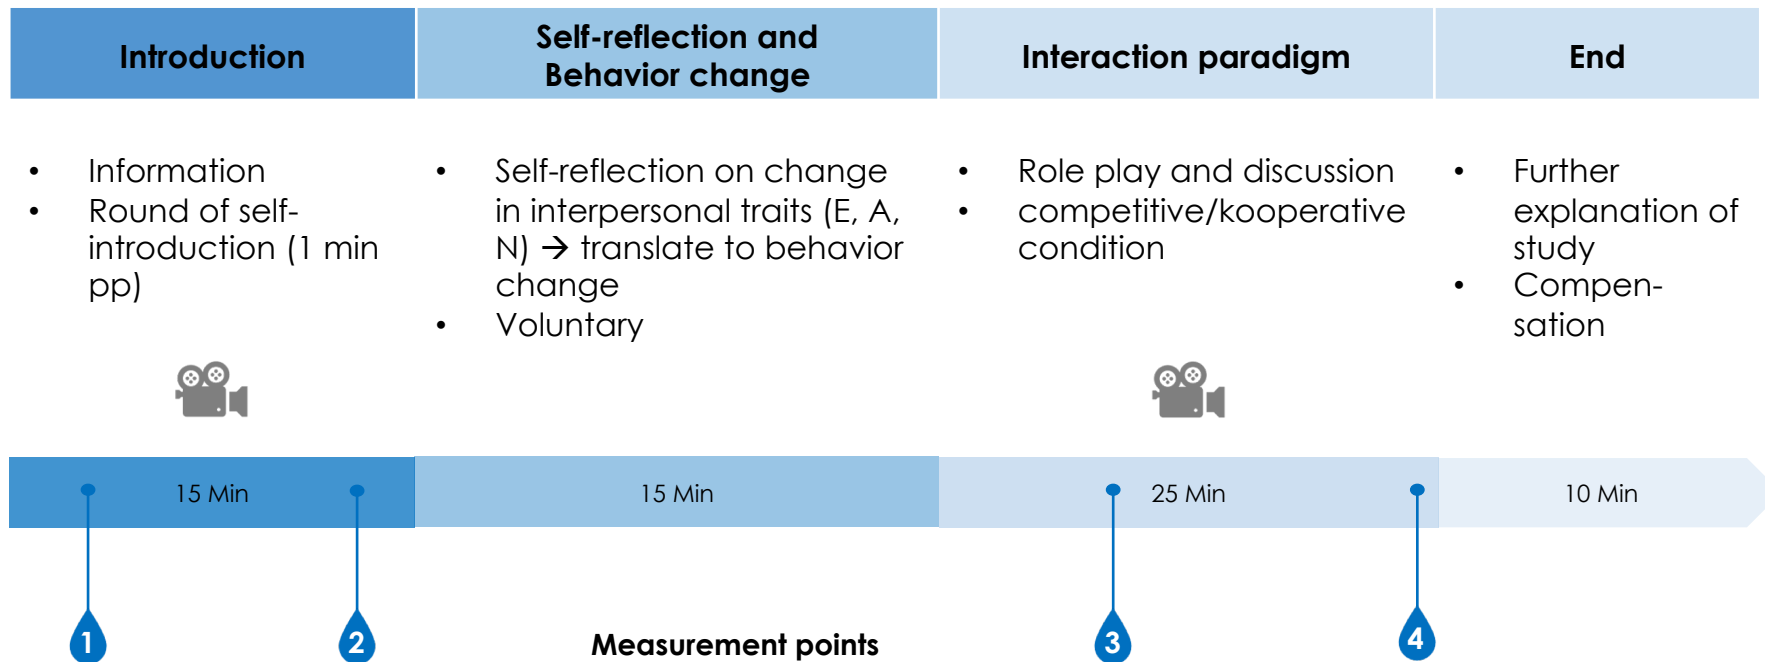 Introduction
Self-reflection and
Behavior change
Interaction paradigm
End
• Information
• Round of self-
introduction (1 min
pp)
• Self-reflection on change
in interpersonal traits (E, A,
N) → translate to behavior
change
• Voluntary
• Role play and discussion
• competitive/kooperative
condition
• Further
explanation of
study
• Compen-
sation
15 Min
15 Min
25 Min
10 Min
1
2
Measurement points
3
4